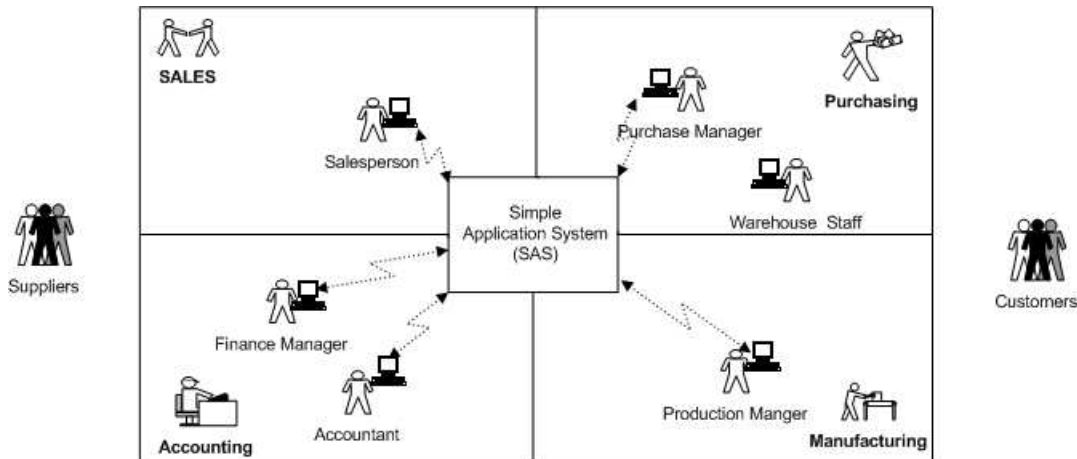 SALES
Salesperson
Purchase Manager
Purchasing
Warehouse Staff
Simple
Application System
(SAS)
Suppliers
Customers
Finance Manager
Accountant
Accounting
Production Manger
Manufacturing